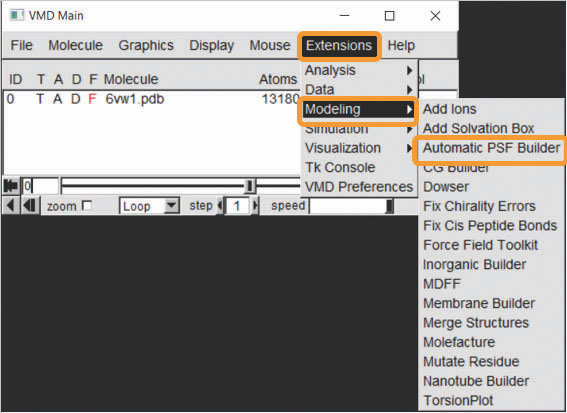 VMD Main
File Molecule Graphics Display Mouse Extensions Help
ID T A D F Molecule Atoms
0 T A D F 6vw1.pdb 13180
Analysis
Data
Modeling
Simulation
Visualization
Tk Console
VMD Preferences
0
zoom Loop step 1 speed
Add Ions
Add Solvation Box
Automatic PSF Builder
CG Builder
Dowser
Fix Chirality Errors
Fix Cis Peptide Bonds
Force Field Toolkit
Inorganic Builder
MDFF
Membrane Builder
Merge Structures
Molefacture
Mutate Residue
Nanotube Builder
TorsionPlot